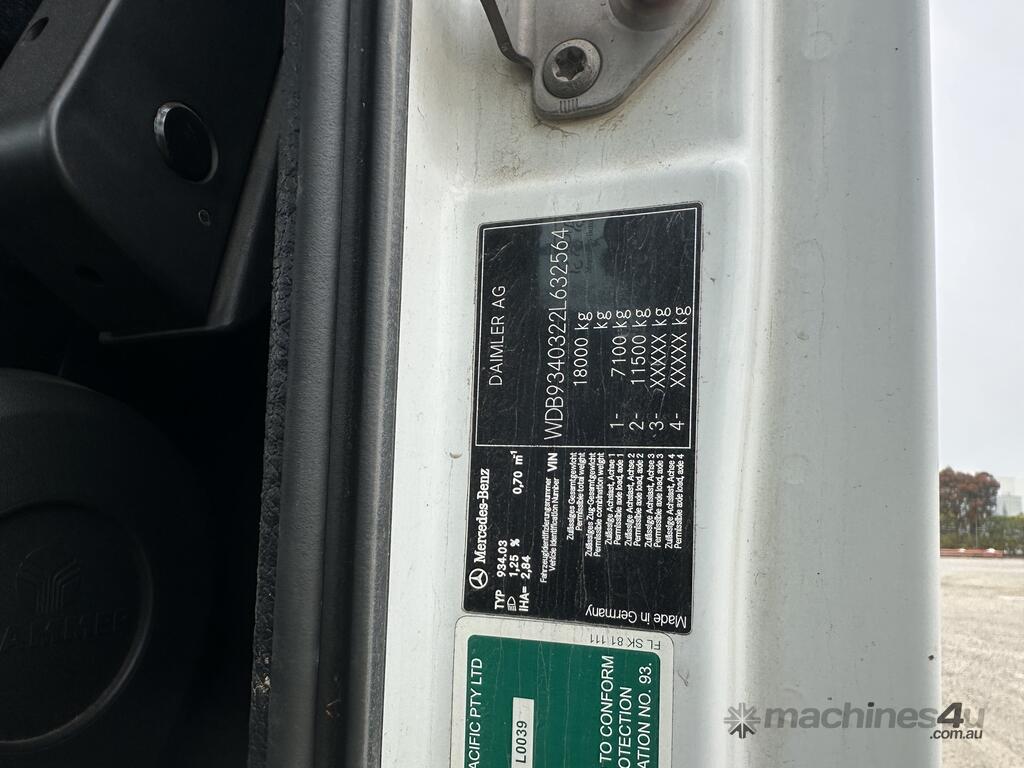 Mercedes-Benz DAIMLER AG
TYP 934.03
1,25 % 0,70 m⁻¹
IHA= 2,84
Fahrzeugidentifizierungsnummer
Vehicle Identification Number VIN WDB9340322L632564
Zulässiges Gesamtgewicht
Permissible total weight 18000 kg
Zulässiges Zug-Gesamtgewicht
Permissible combination weight kg
Zulässige Achslast, Achse 1
Permissible axle load, axle 1 1- 7100 kg
Zulässige Achslast, Achse 2
Permissible axle load, axle 2 2- 11500 kg
Zulässige Achslast, Achse 3
Permissible axle load, axle 3 3- XXXXX kg
Zulässige Achslast, Achse 4
Permissible axle load, axle 4 4- XXXXX kg
Made in Germany
FL SK 81 111
ACIFIC PTY LTD
L0039
TO CONFORM
OTECTION
ATION NO. 93.
AMMER
machines4u
.com.au